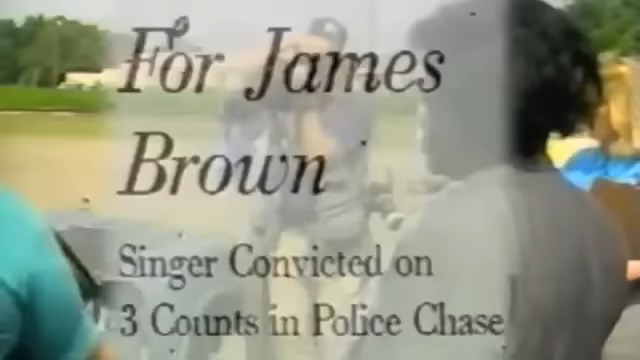 For James
Brown
Singer Convicted on
3 Counts in Police Chase